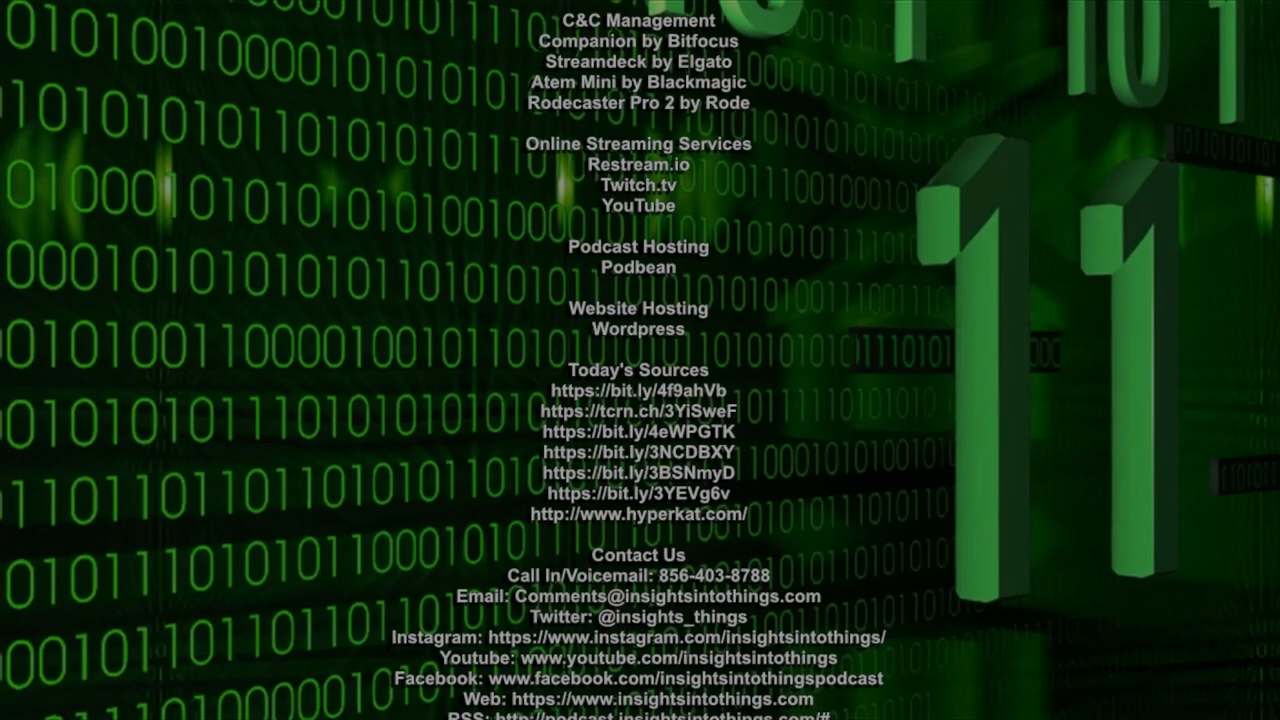 C&C Management
Companion by Bitfocus
Streamdeck by Elgato
Atem Mini by Blackmagic
Rodecaster Pro 2 by Rode
Online Streaming Services
Restream.io
Twitch.tv
YouTube
Podcast Hosting
Podbean
Website Hosting
Wordpress
Today's Sources
https://bit.ly/4f9ahVb
https://tcrn.ch/3YiSweF
https://bit.ly/4eWPGTK
https://bit.ly/3NCDBXY
https://bit.ly/3BSNmyD
https://bit.ly/3YEVg6v
http://www.hyperkat.com/
Contact Us
Call In/Voicemail: 856-403-8788
Email: Comments@insightsintothings.com
Twitter: @insights_things
Instagram: https://www.instagram.com/insightsintothings/
Youtube: www.youtube.com/insightsintothings
Facebook: www.facebook.com/insightsintothingspodcast
Web: https://www.insightsintothings.com
RSS: http://podcast.insightsintothings.com/#